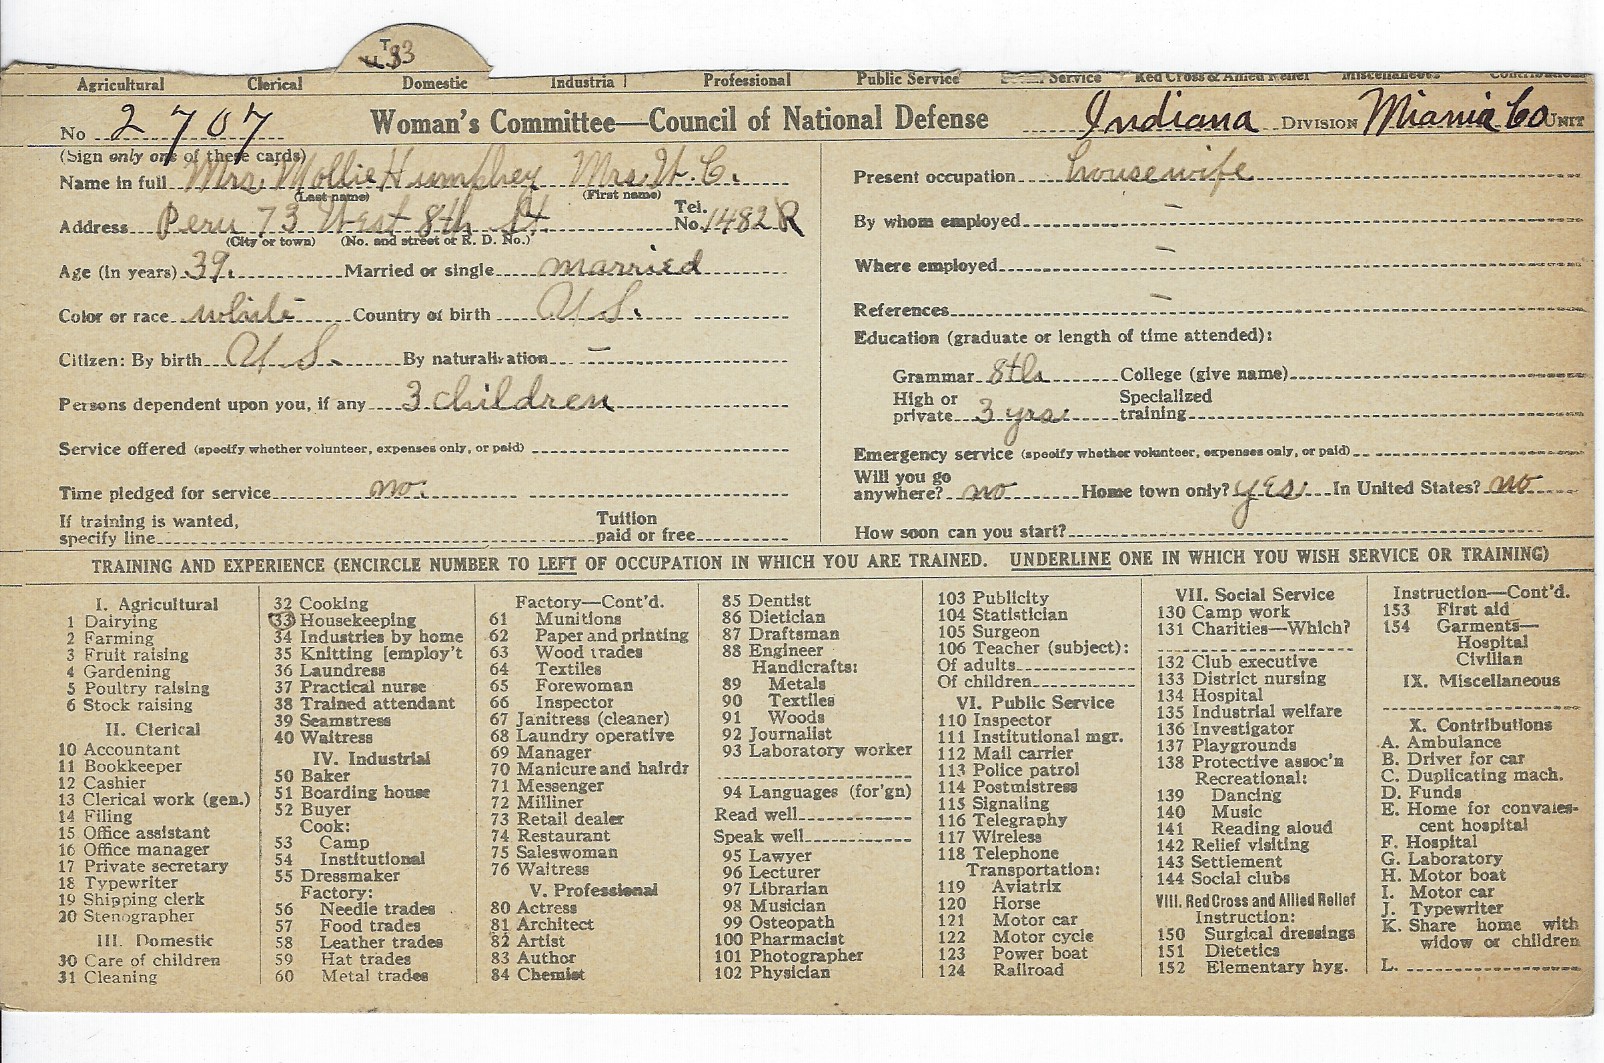 T33
Agricultural Clerical Domestic Industrial Professional Public Service Service Red Cross & Allied Relief Miscellaneous Contributions
No 2707 Woman's Committee—Council of National Defense Indiana DIVISION Miami Co UNIT
(Sign only one of these cards)
Name in full Mrs. Mollie Humphrey Mrs. W. C.
(Last name) (First name)
Address Peru 73 West 8th St. Tel. No. 1482R
(City or town) (No. and street or R. D. No.)
Age (in years) 39. Married or single married
Color or race white Country of birth U S.
Citizen: By birth U S. By naturalization —
Persons dependent upon you, if any 3 children
Service offered (specify whether volunteer, expenses only, or paid)
Time pledged for service no.
If training is wanted, specify line Tuition paid or free
Present occupation housewife
By whom employed —
Where employed —
References —
Education (graduate or length of time attended):
Grammar 8th College (give name)
High or private 3 yrs. Specialized training
Emergency service (specify whether volunteer, expenses only, or paid)
Will you go anywhere? no Home town only? yes In United States? no
How soon can you start?
TRAINING AND EXPERIENCE (ENCIRCLE NUMBER TO LEFT OF OCCUPATION IN WHICH YOU ARE TRAINED. UNDERLINE ONE IN WHICH YOU WISH SERVICE OR TRAINING)
I. Agricultural
1 Dairying
2 Farming
3 Fruit raising
4 Gardening
5 Poultry raising
6 Stock raising
II. Clerical
10 Accountant
11 Bookkeeper
12 Cashier
13 Clerical work (gen.)
14 Filing
15 Office assistant
16 Office manager
17 Private secretary
18 Typewriter
19 Shipping clerk
20 Stenographer
III. Domestic
30 Care of children
31 Cleaning
32 Cooking
33 Housekeeping
34 Industries by home
35 Knitting [employ't
36 Laundress
37 Practical nurse
38 Trained attendant
39 Seamstress
40 Waitress
IV. Industrial
50 Baker
51 Boarding house
52 Buyer
Cook:
53 Camp
54 Institutional
55 Dressmaker
Factory:
56 Needle trades
57 Food trades
58 Leather trades
59 Hat trades
60 Metal trades
Factory—Cont'd.
61 Munitions
62 Paper and printing
63 Wood trades
64 Textiles
65 Forewoman
66 Inspector
67 Janitress (cleaner)
68 Laundry operative
69 Manager
70 Manicure and hairdr
71 Messenger
72 Milliner
73 Retail dealer
74 Restaurant
75 Saleswoman
76 Waitress
V. Professional
80 Actress
81 Architect
82 Artist
83 Author
84 Chemist
85 Dentist
86 Dietician
87 Draftsman
88 Engineer
Handicrafts:
89 Metals
90 Textiles
91 Woods
92 Journalist
93 Laboratory worker
94 Languages (for'gn)
Read well
Speak well
95 Lawyer
96 Lecturer
97 Librarian
98 Musician
99 Osteopath
100 Pharmacist
101 Photographer
102 Physician
103 Publicity
104 Statistician
105 Surgeon
106 Teacher (subject):
Of adults
Of children
VI. Public Service
110 Inspector
111 Institutional mgr.
112 Mail carrier
113 Police patrol
114 Postmistress
115 Signaling
116 Telegraphy
117 Wireless
118 Telephone
Transportation:
119 Aviatrix
120 Horse
121 Motor car
122 Motor cycle
123 Power boat
124 Railroad
VII. Social Service
130 Camp work
131 Charities—Which?
132 Club executive
133 District nursing
134 Hospital
135 Industrial welfare
136 Investigator
137 Playgrounds
138 Protective assoc'n
Recreational:
139 Dancing
140 Music
141 Reading aloud
142 Relief visiting
143 Settlement
144 Social clubs
VIII. Red Cross and Allied Relief
Instruction:
150 Surgical dressings
151 Dietetics
152 Elementary hyg.
Instruction—Cont'd.
153 First aid
154 Garments—
Hospital
Civilian
IX. Miscellaneous
X. Contributions
A. Ambulance
B. Driver for car
C. Duplicating mach.
D. Funds
E. Home for convalescent hospital
F. Hospital
G. Laboratory
H. Motor boat
I. Motor car
J. Typewriter
K. Share home with
widow or children
L.